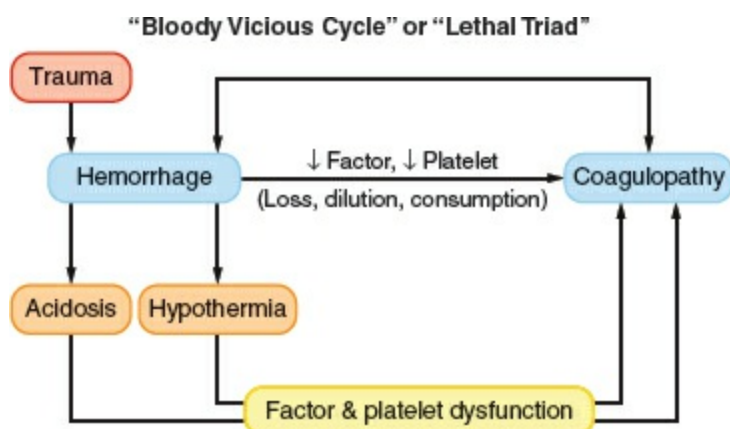 “Bloody Vicious Cycle” or “Lethal Triad”
Trauma
Hemorrhage
↓ Factor, ↓ Platelet
(Loss, dilution, consumption)
Coagulopathy
Acidosis
Hypothermia
Factor & platelet dysfunction